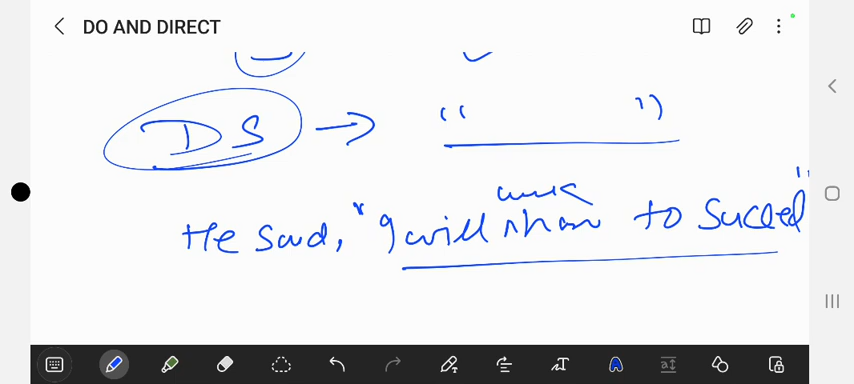 DO AND DIRECT
DS → “ ”
work
He said, "I will to succeed"